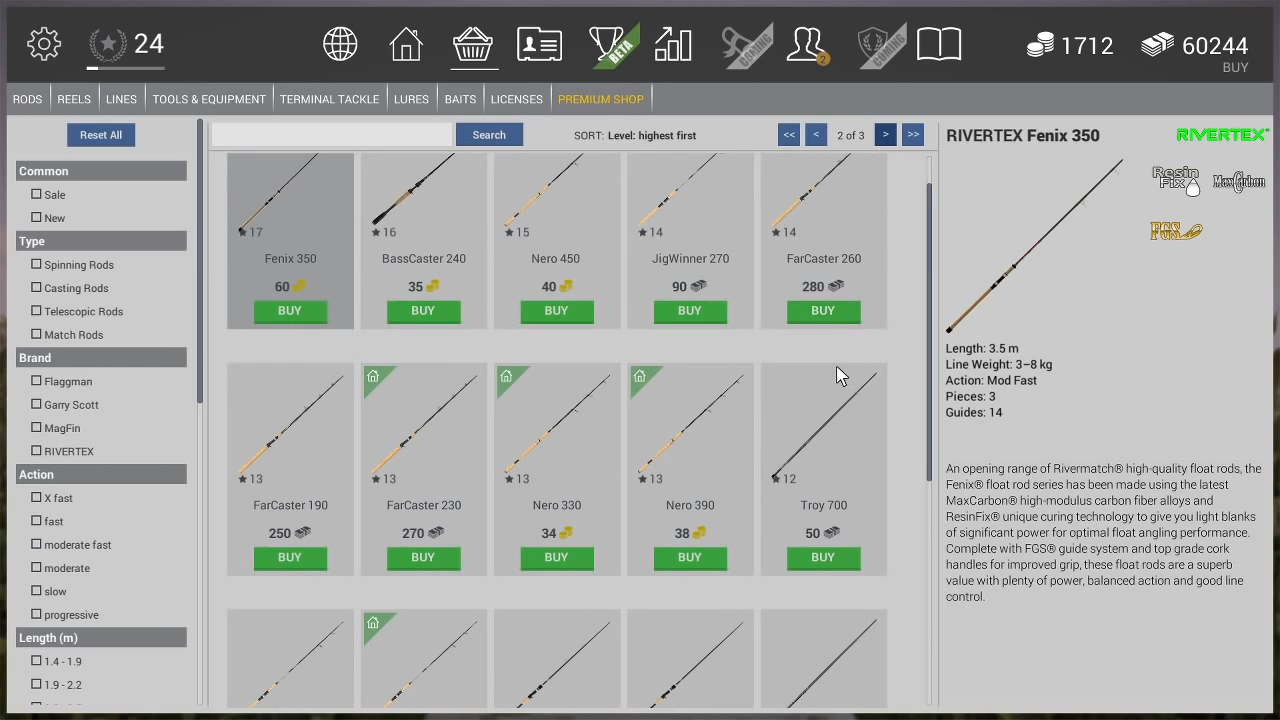 24
BETA
COMING
2
COMING
1712
60244
BUY
RODS REELS LINES TOOLS & EQUIPMENT TERMINAL TACKLE LURES BAITS LICENSES PREMIUM SHOP
Reset All
Search
SORT: Level: highest first
<< < 2 of 3 > >>
Common
Sale
New
Type
Spinning Rods
Casting Rods
Telescopic Rods
Match Rods
Brand
Flaggman
Garry Scott
MagFin
RIVERTEX
Action
X fast
fast
moderate fast
moderate
slow
progressive
Length (m)
1.4 - 1.9
1.9 - 2.2
17 16 15 14 14
Fenix 350 BassCaster 240 Nero 450 JigWinner 270 FarCaster 260
60 35 40 90 280
BUY BUY BUY BUY BUY
13 13 13 13 12
FarCaster 190 FarCaster 230 Nero 330 Nero 390 Troy 700
250 270 34 38 50
BUY BUY BUY BUY BUY
RIVERTEX Fenix 350
RIVERTEX
Resin Fix
MaxCarbon
FGS
Length: 3.5 m
Line Weight: 3–8 kg
Action: Mod Fast
Pieces: 3
Guides: 14
An opening range of Rivermatch® high-quality float rods, the
Fenix® float rod series has been made using the latest
MaxCarbon® high-modulus carbon fiber alloys and
ResinFix® unique curing technology to give you light blanks
of significant power for optimal float angling performance.
Complete with FGS® guide system and top grade cork
handles for improved grip, these float rods are a superb
value with plenty of power, balanced action and good line
control.